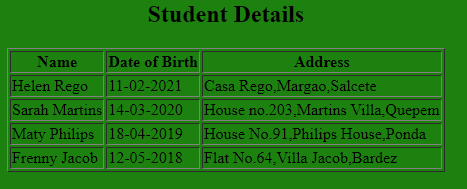 Student Details
Name Date of Birth Address
Helen Rego 11-02-2021 Casa Rego,Margao,Salcete
Sarah Martins 14-03-2020 House no.203,Martins Villa,Quepem
Maty Philips 18-04-2019 House No.91,Philips House,Ponda
Frenny Jacob 12-05-2018 Flat No.64,Villa Jacob,Bardez